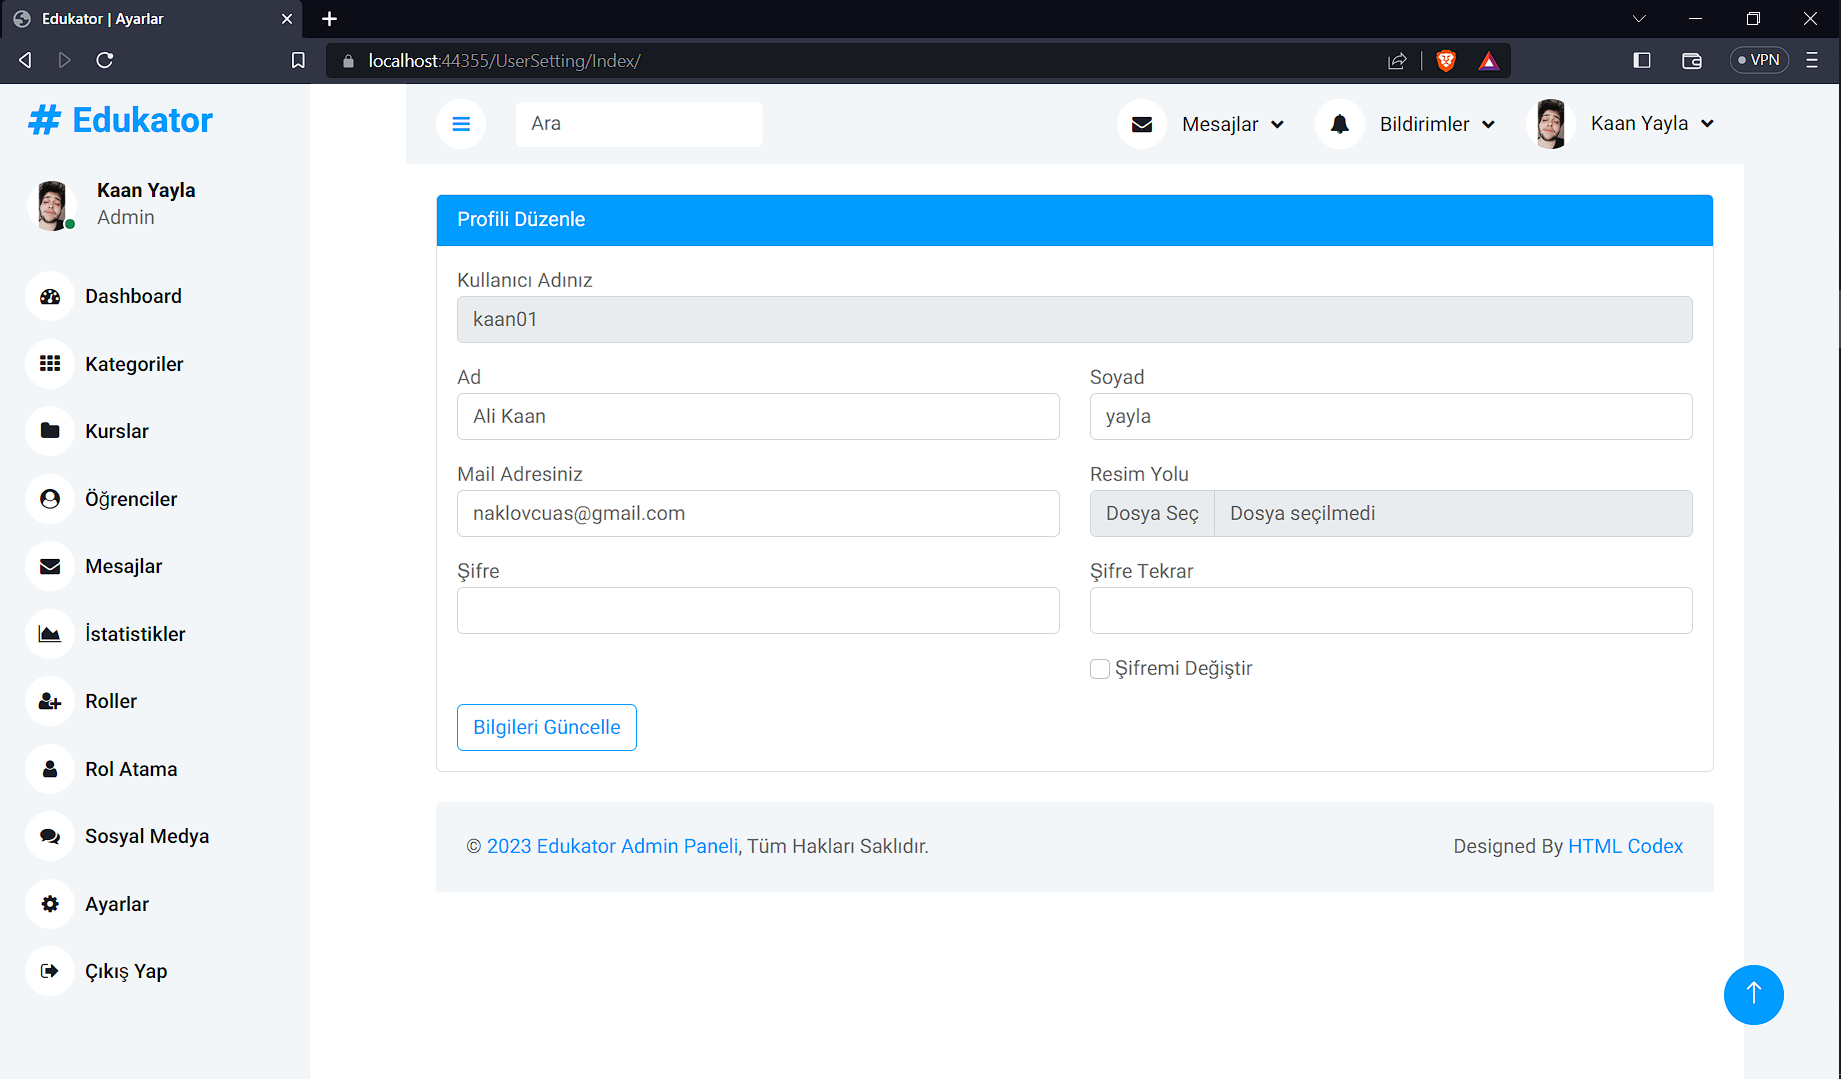 Edukator | Ayarlar
localhost:44355/UserSetting/Index/
VPN
# Edukator
Ara
Mesajlar
Bildirimler
Kaan Yayla
Kaan Yayla
Admin
Dashboard
Kategoriler
Kurslar
Öğrenciler
Mesajlar
İstatistikler
Roller
Rol Atama
Sosyal Medya
Ayarlar
Çıkış Yap
Profili Düzenle
Kullanıcı Adınız
kaan01
Ad
Soyad
Ali Kaan
yayla
Mail Adresiniz
Resim Yolu
naklovcuas@gmail.com
Dosya Seç Dosya seçilmedi
Şifre
Şifre Tekrar
Şifremi Değiştir
Bilgileri Güncelle
© 2023 Edukator Admin Paneli, Tüm Hakları Saklıdır.
Designed By HTML Codex